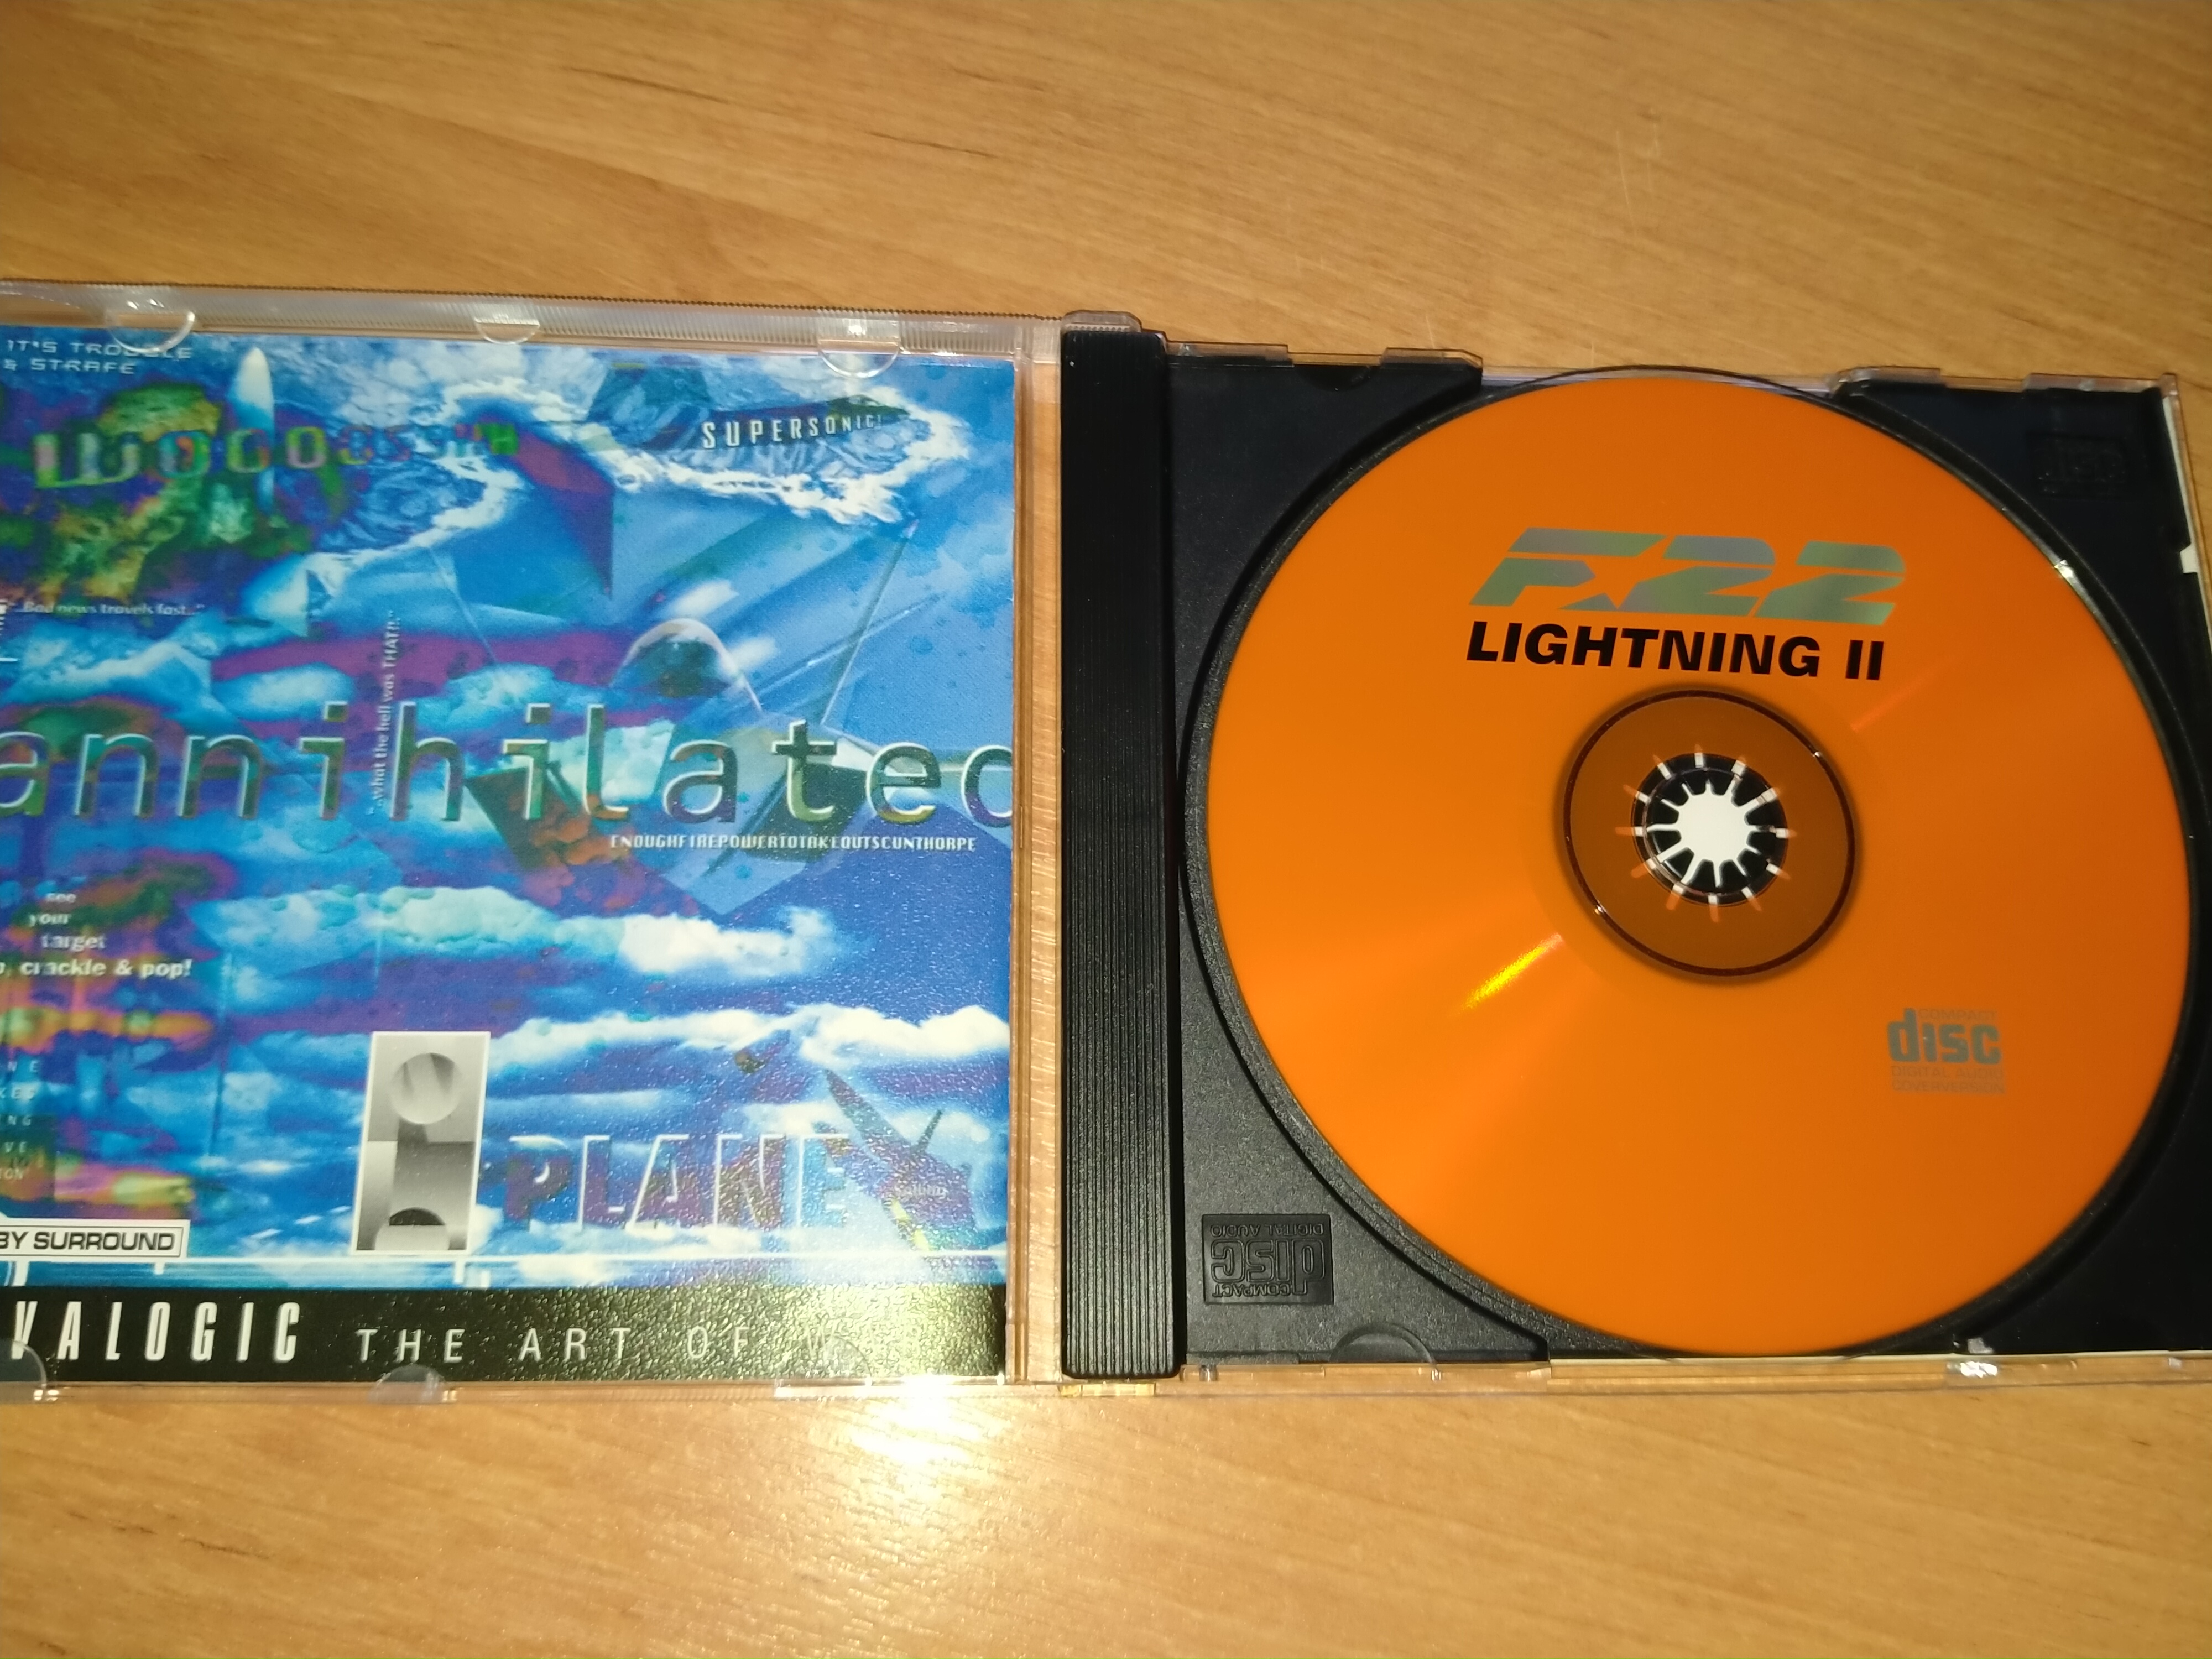 IT'S TROUBLE
& STRAFE
SUPERSONIC!
"...Bad news travels fast..."
...what the hell was THAT!!
annihilated
ENOUGHFIREPOWERTOTAKEOUTSCUNTHORPE
see
your
target
crackle & pop!
N E
NG
V E
TON
PLANE
BY SURROUND
VALOGIC THE ART OF W
F22
LIGHTNING II
COMPACT
disc
DIGITAL AUDIO
COMPACT
disc
DIGITAL AUDIO